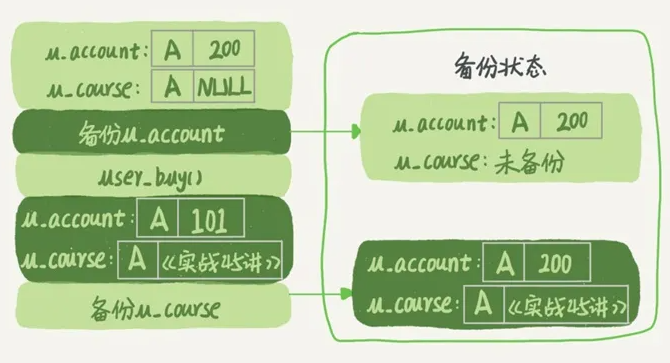 u_account: A 200
u_course: A NULL
备份u_account
user_buy()
u_account: A 101
u_course: A 《实战45讲》
备份u_course
备份状态
u_account: A 200
u_course: 未备份
u_account: A 200
u_course: A 《实战45讲》